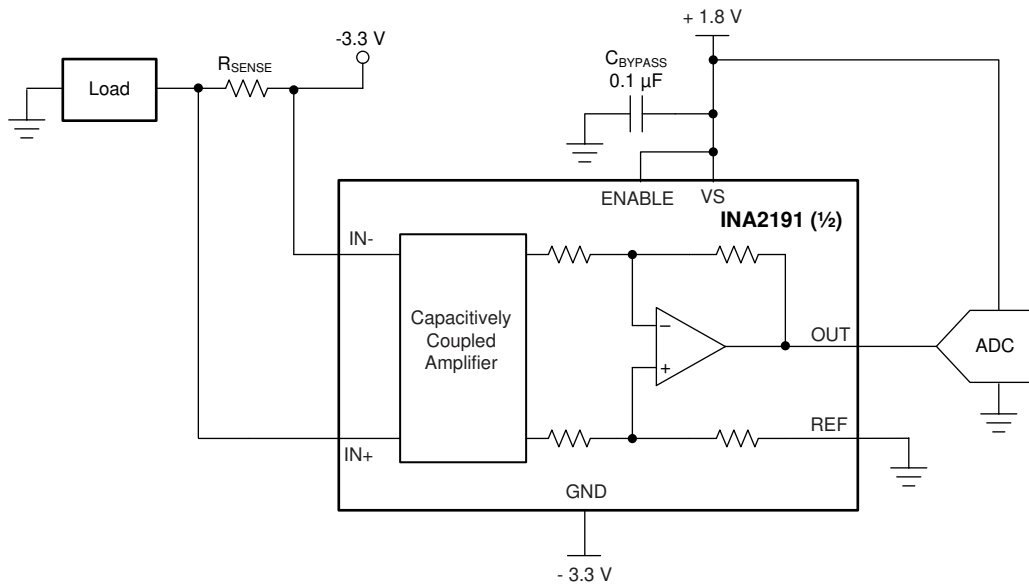 + 1.8 V
-3.3 V
R_SENSE
C_BYPASS
0.1 µF
Load
ENABLE
VS
INA2191 (½)
IN-
Capacitively
Coupled
Amplifier
−
+
OUT
ADC
REF
IN+
GND
- 3.3 V